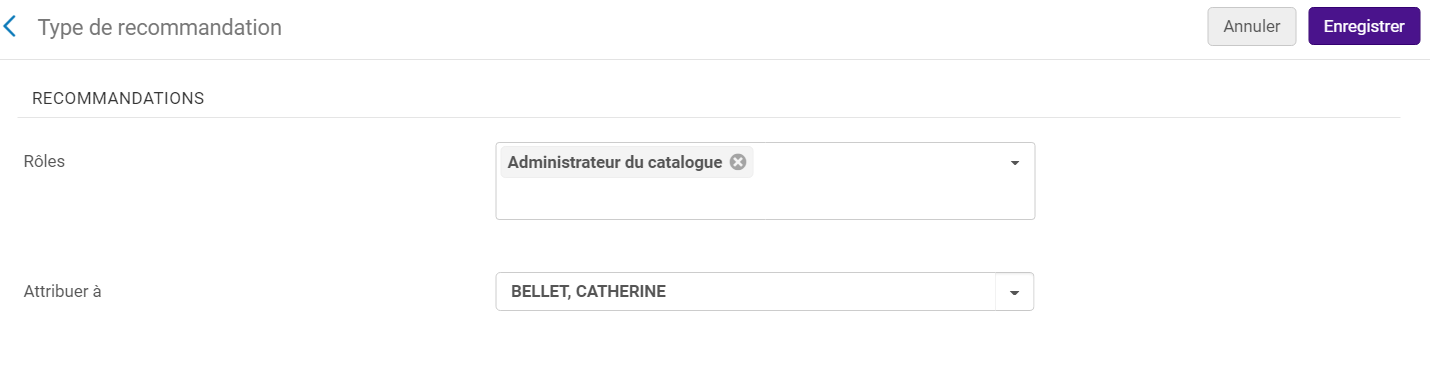 Type de recommandation
Annuler
Enregistrer
RECOMMANDATIONS
Rôles
Administrateur du catalogue
Attribuer à
BELLET, CATHERINE